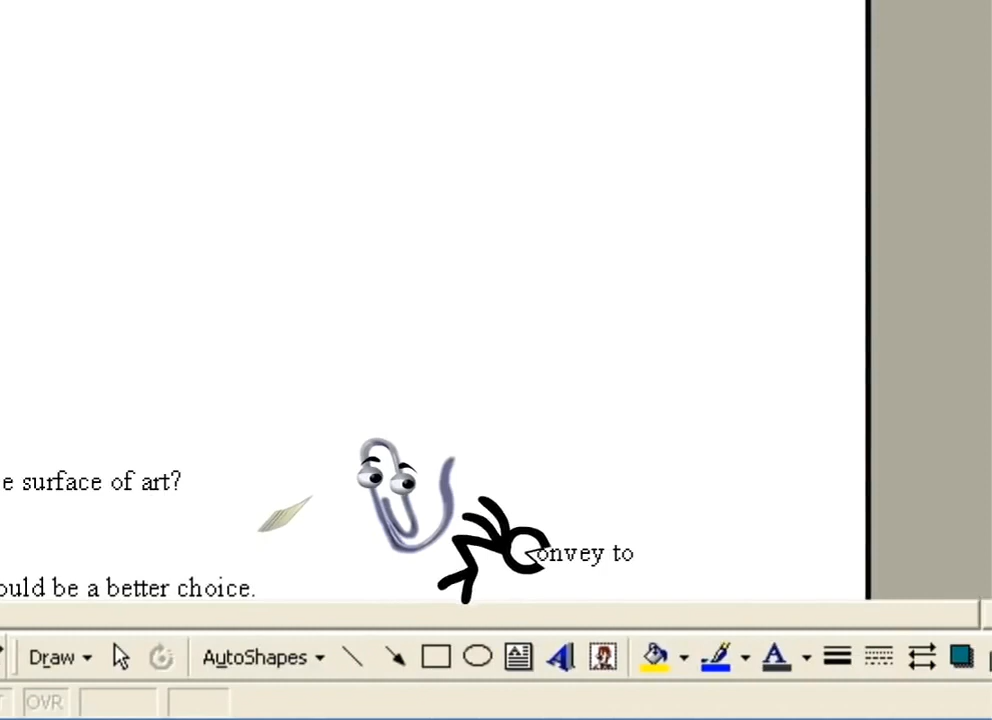 e surface of art?
onvey to
ould be a better choice.
Draw
AutoShapes
A
A
OVR